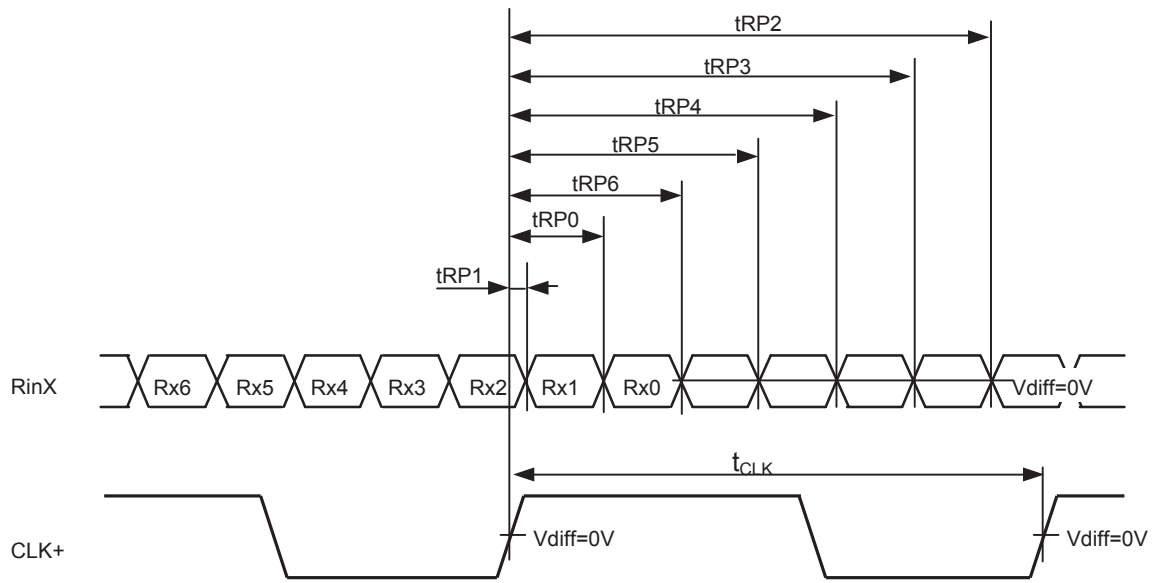 tRP2
tRP3
tRP4
tRP5
tRP6
tRP0
tRP1
RinX
Rx6 Rx5 Rx4 Rx3 Rx2 Rx1 Rx0 Vdiff=0V
tCLK
CLK+
Vdiff=0V Vdiff=0V